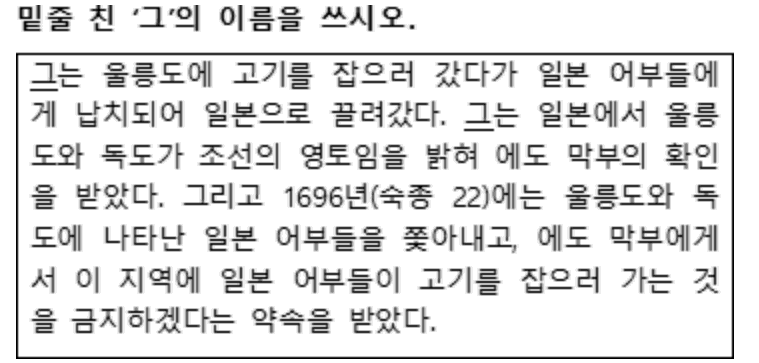 밑줄 친 ‘그’의 이름을 쓰시오.
그는 울릉도에 고기를 잡으러 갔다가 일본 어부들에
게 납치되어 일본으로 끌려갔다. 그는 일본에서 울릉
도와 독도가 조선의 영토임을 밝혀 에도 막부의 확인
을 받았다. 그리고 1696년(숙종 22)에는 울릉도와 독
도에 나타난 일본 어부들을 쫓아내고, 에도 막부에게
서 이 지역에 일본 어부들이 고기를 잡으러 가는 것
을 금지하겠다는 약속을 받았다.